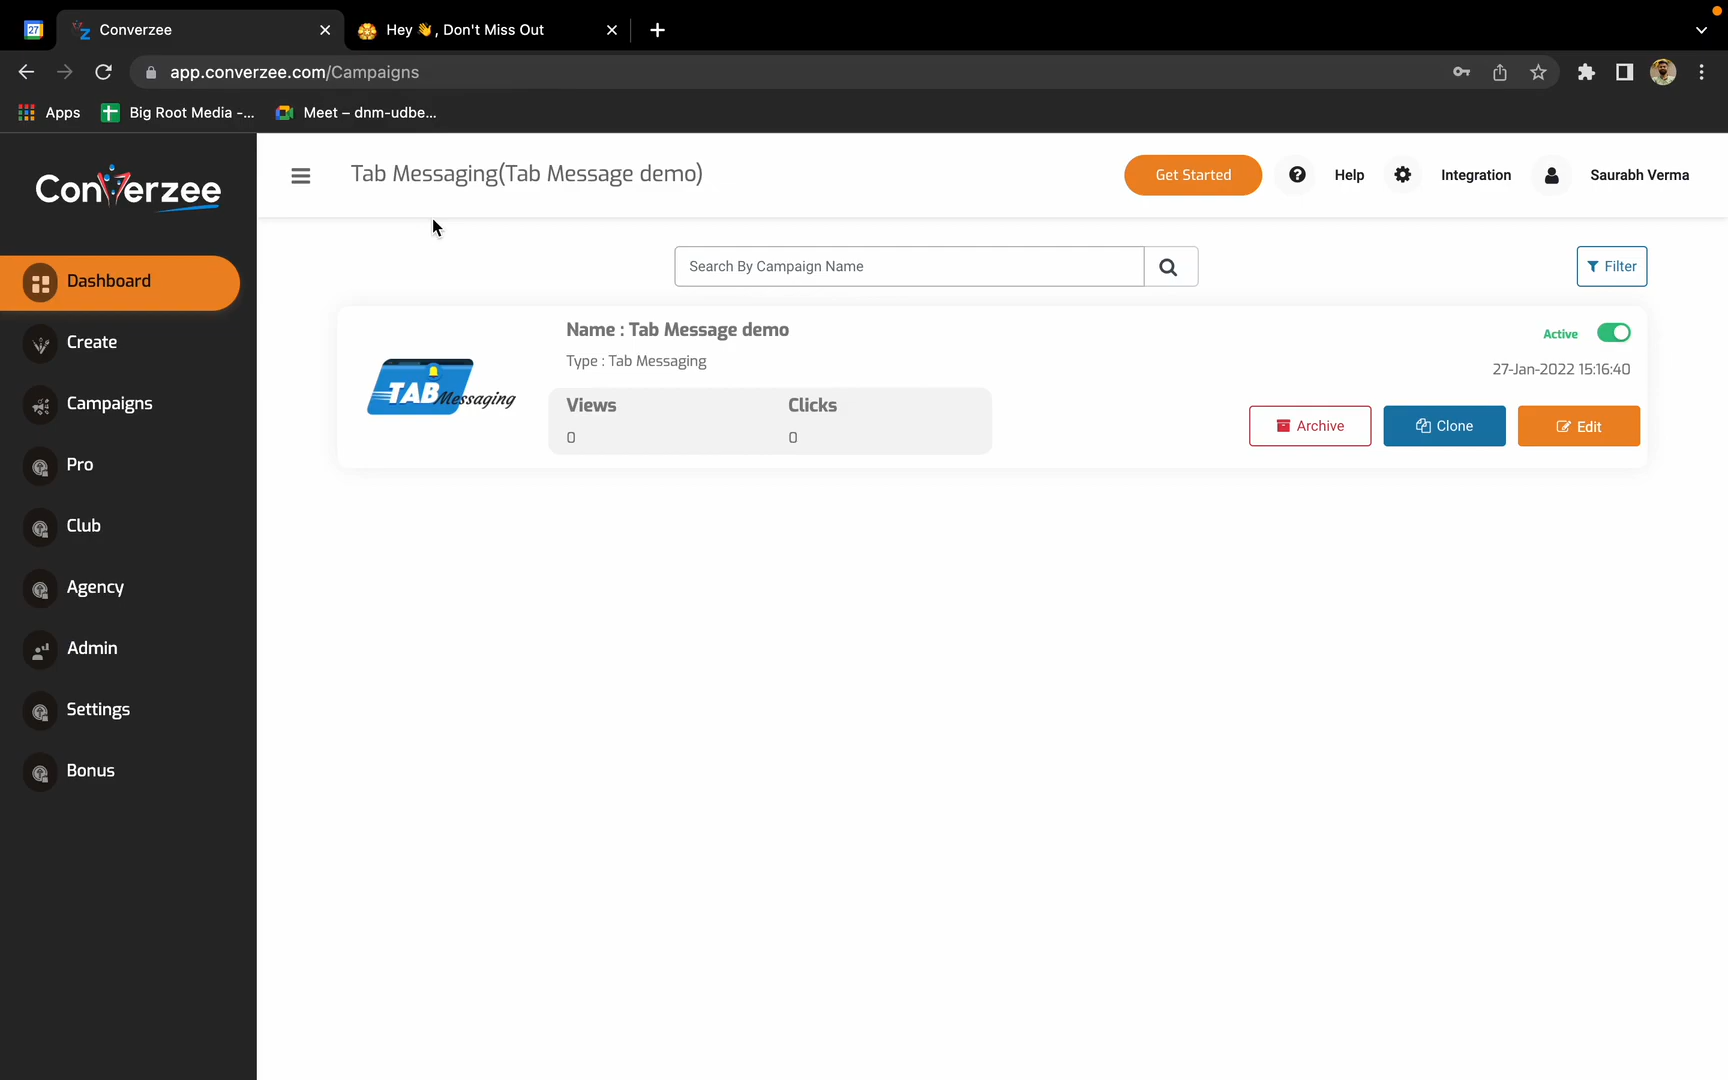 27
Converzee
Hey 👋, Don't Miss Out
app.converzee.com/Campaigns
Apps
Big Root Media -...
Meet – dnm-udbe...
Converzee
Tab Messaging(Tab Message demo)
Get Started
Help
Integration
Saurabh Verma
Dashboard
Create
Campaigns
Pro
Club
Agency
Admin
Settings
Bonus
Search By Campaign Name
Filter
TAB Messaging
Name : Tab Message demo
Type : Tab Messaging
Views
Clicks
0
0
Active
27-Jan-2022 15:16:40
Archive
Clone
Edit